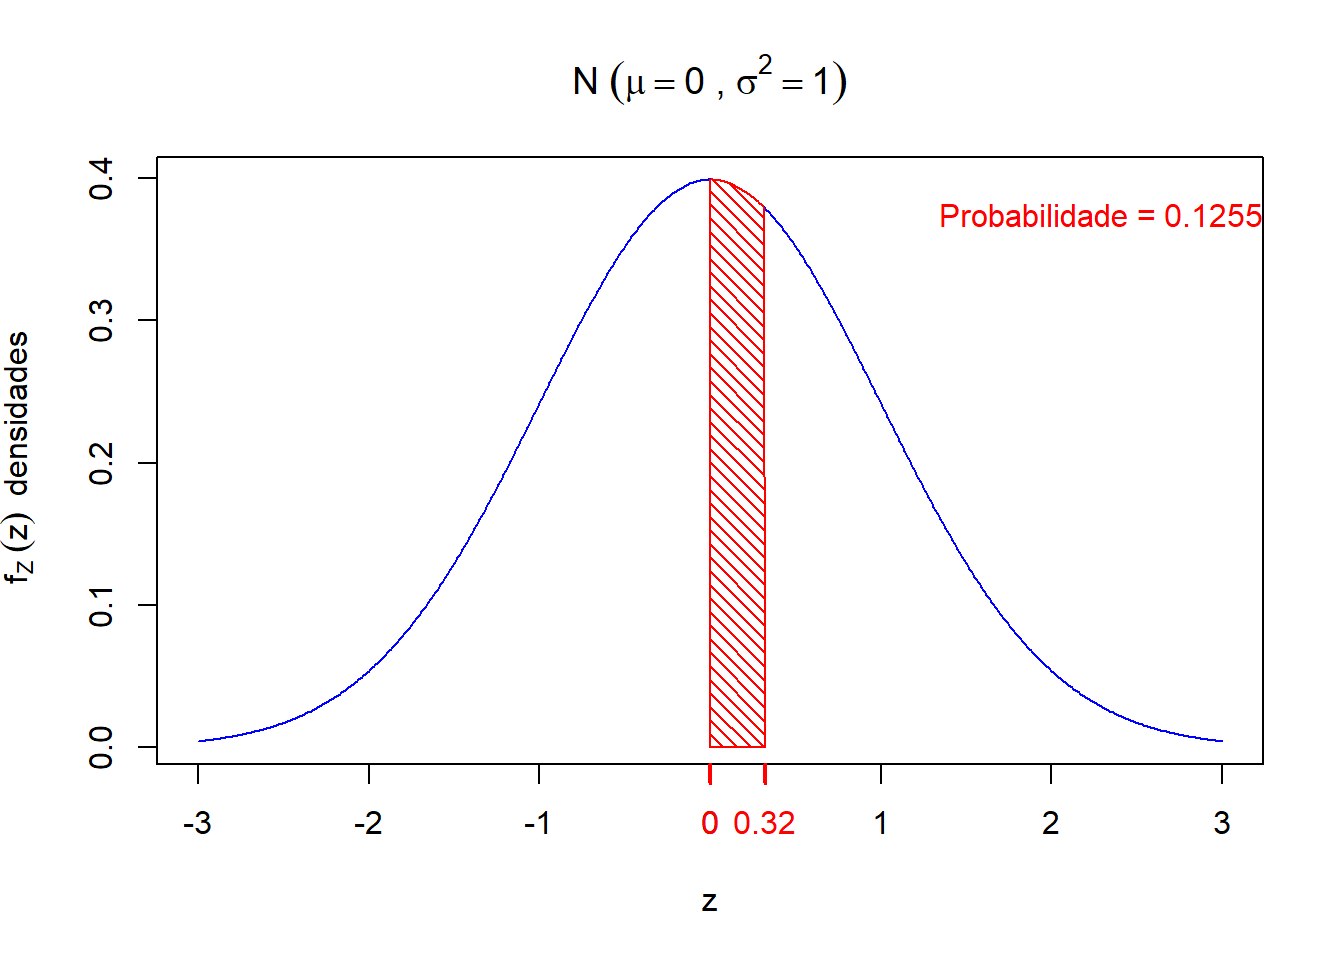 N (μ = 0 , σ² = 1)
Probabilidade = 0.1255
f_Z(z) densidades
0.4
0.3
0.2
0.1
0.0
-3 -2 -1 0 0.32 1 2 3
z